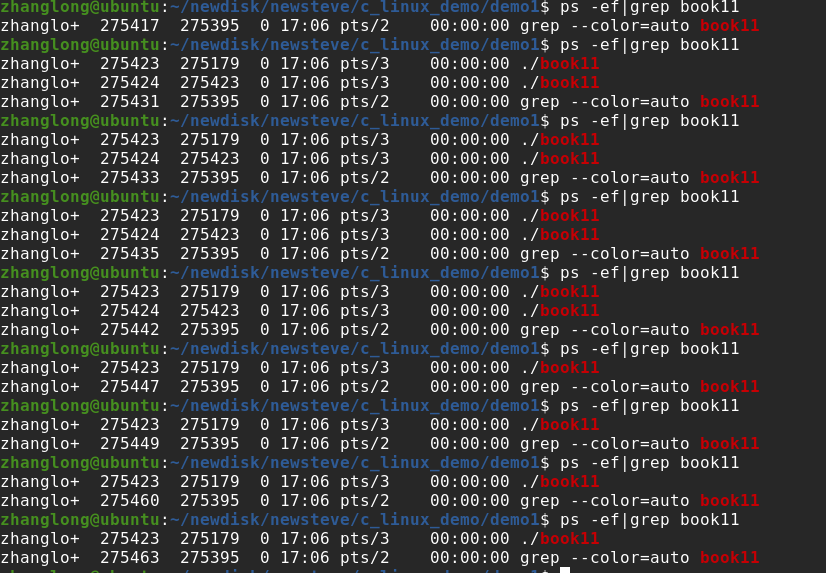 zhanglong@ubuntu:~/newdisk/newsteve/c_linux_demo/demo1$ ps -ef|grep book11
zhanglo+  275417  275395  0 17:06 pts/2    00:00:00 grep --color=auto book11
zhanglong@ubuntu:~/newdisk/newsteve/c_linux_demo/demo1$ ps -ef|grep book11
zhanglo+  275423  275179  0 17:06 pts/3    00:00:00 ./book11
zhanglo+  275424  275423  0 17:06 pts/3    00:00:00 ./book11
zhanglo+  275431  275395  0 17:06 pts/2    00:00:00 grep --color=auto book11
zhanglong@ubuntu:~/newdisk/newsteve/c_linux_demo/demo1$ ps -ef|grep book11
zhanglo+  275423  275179  0 17:06 pts/3    00:00:00 ./book11
zhanglo+  275424  275423  0 17:06 pts/3    00:00:00 ./book11
zhanglo+  275433  275395  0 17:06 pts/2    00:00:00 grep --color=auto book11
zhanglong@ubuntu:~/newdisk/newsteve/c_linux_demo/demo1$ ps -ef|grep book11
zhanglo+  275423  275179  0 17:06 pts/3    00:00:00 ./book11
zhanglo+  275424  275423  0 17:06 pts/3    00:00:00 ./book11
zhanglo+  275435  275395  0 17:06 pts/2    00:00:00 grep --color=auto book11
zhanglong@ubuntu:~/newdisk/newsteve/c_linux_demo/demo1$ ps -ef|grep book11
zhanglo+  275423  275179  0 17:06 pts/3    00:00:00 ./book11
zhanglo+  275424  275423  0 17:06 pts/3    00:00:00 ./book11
zhanglo+  275442  275395  0 17:06 pts/2    00:00:00 grep --color=auto book11
zhanglong@ubuntu:~/newdisk/newsteve/c_linux_demo/demo1$ ps -ef|grep book11
zhanglo+  275423  275179  0 17:06 pts/3    00:00:00 ./book11
zhanglo+  275447  275395  0 17:06 pts/2    00:00:00 grep --color=auto book11
zhanglong@ubuntu:~/newdisk/newsteve/c_linux_demo/demo1$ ps -ef|grep book11
zhanglo+  275423  275179  0 17:06 pts/3    00:00:00 ./book11
zhanglo+  275449  275395  0 17:06 pts/2    00:00:00 grep --color=auto book11
zhanglong@ubuntu:~/newdisk/newsteve/c_linux_demo/demo1$ ps -ef|grep book11
zhanglo+  275423  275179  0 17:06 pts/3    00:00:00 ./book11
zhanglo+  275460  275395  0 17:06 pts/2    00:00:00 grep --color=auto book11
zhanglong@ubuntu:~/newdisk/newsteve/c_linux_demo/demo1$ ps -ef|grep book11
zhanglo+  275423  275179  0 17:06 pts/3    00:00:00 ./book11
zhanglo+  275463  275395  0 17:06 pts/2    00:00:00 grep --color=auto book11